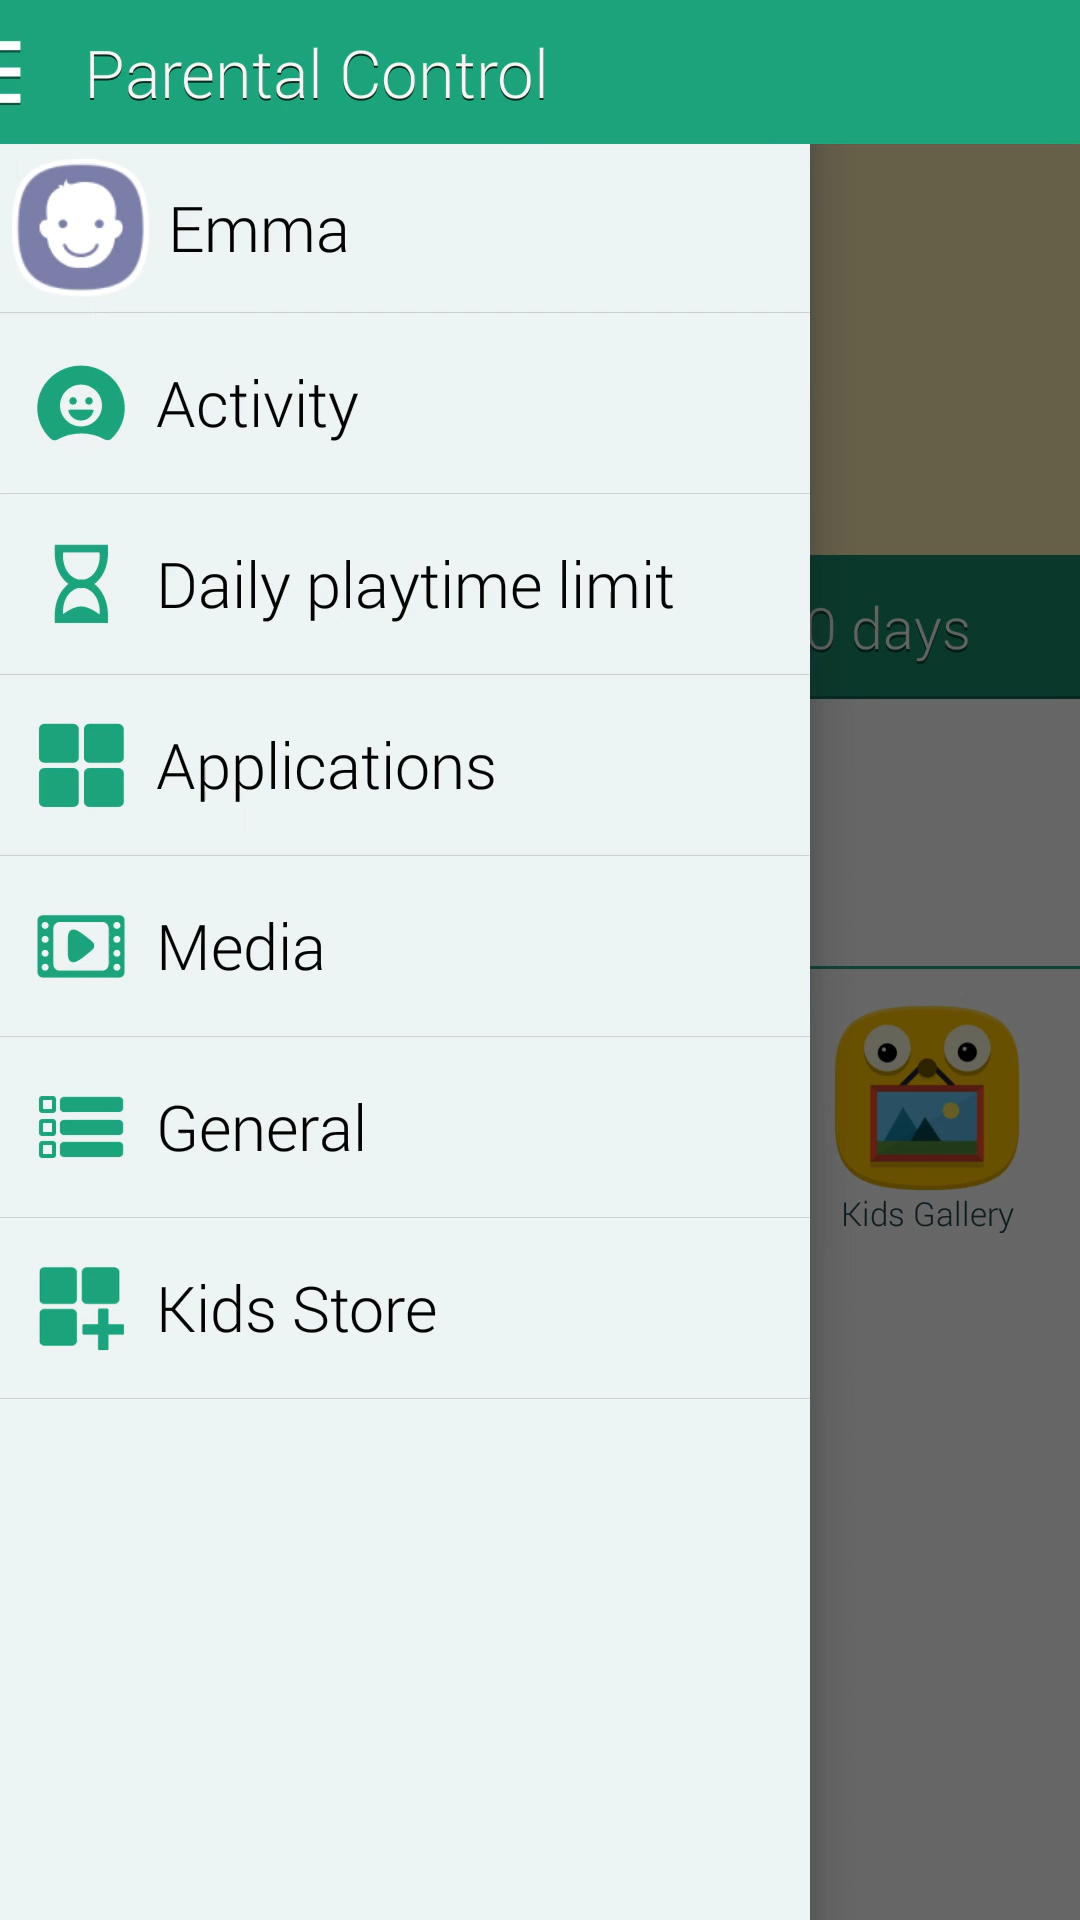 Parental Control
Emma
Activity
Daily playtime limit
0 days
Applications
Media
General
Kids Gallery
Kids Store